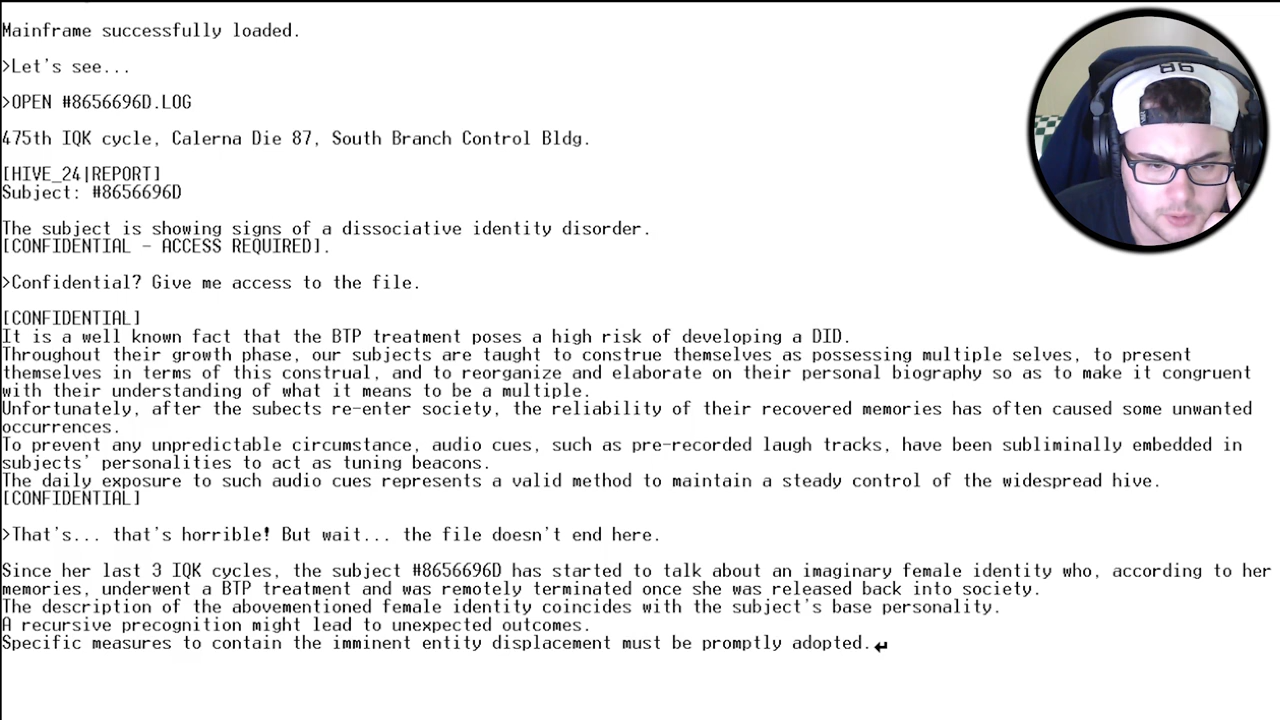 Mainframe successfully loaded.
>Let's see...
>OPEN #8656696D.LOG
475th IQK cycle, Calerna Die 87, South Branch Control Bldg.
[HIVE_24|REPORT]
Subject: #8656696D
The subject is showing signs of a dissociative identity disorder.
[CONFIDENTIAL - ACCESS REQUIRED].
>Confidential? Give me access to the file.
[CONFIDENTIAL]
It is a well known fact that the BTP treatment poses a high risk of developing a DID.
Throughout their growth phase, our subjects are taught to construe themselves as possessing multiple selves, to present
themselves in terms of this construal, and to reorganize and elaborate on their personal biography so as to make it congruent
with their understanding of what it means to be a multiple.
Unfortunately, after the subects re-enter society, the reliability of their recovered memories has often caused some unwanted
occurrences.
To prevent any unpredictable circumstance, audio cues, such as pre-recorded laugh tracks, have been subliminally embedded in
subjects' personalities to act as tuning beacons.
The daily exposure to such audio cues represents a valid method to maintain a steady control of the widespread hive.
[CONFIDENTIAL]
>That's... that's horrible! But wait... the file doesn't end here.
Since her last 3 IQK cycles, the subject #8656696D has started to talk about an imaginary female identity who, according to her
memories, underwent a BTP treatment and was remotely terminated once she was released back into society.
The description of the abovementioned female identity coincides with the subject's base personality.
A recursive precognition might lead to unexpected outcomes.
Specific measures to contain the imminent entity displacement must be promptly adopted.